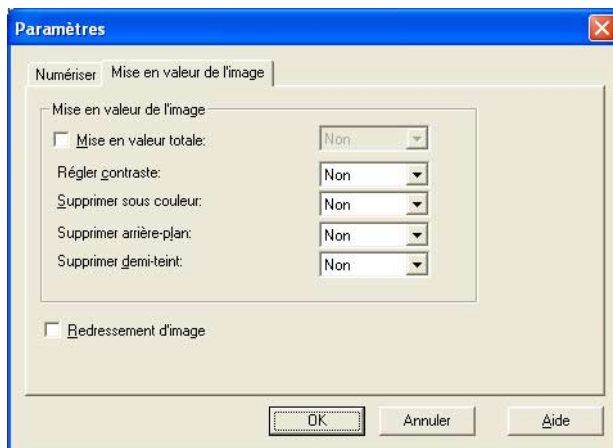 Paramètres
Numériser Mise en valeur de l'image
Mise en valeur de l'image
Mise en valeur totale: Non
Régler contraste: Non
Supprimer sous couleur: Non
Supprimer arrière-plan: Non
Supprimer demi-teint: Non
Redressement d'image
OK Annuler Aide